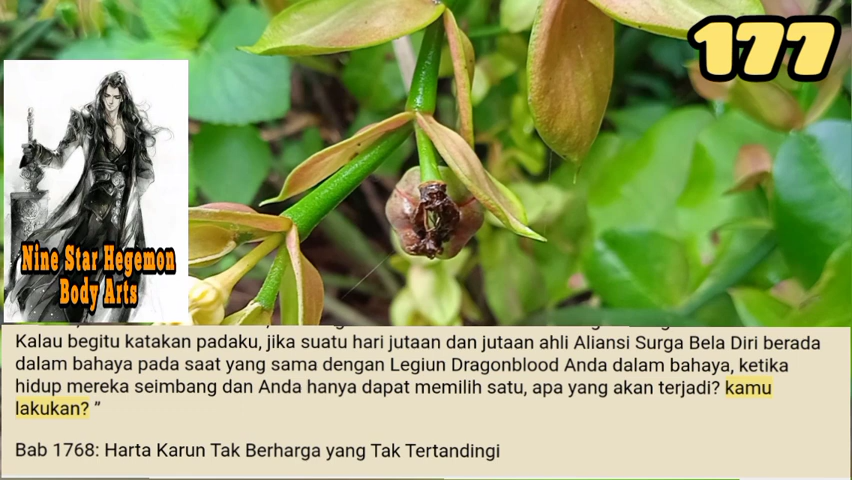 177
Nine Star Hegemon
Body Arts
Kalau begitu katakan padaku, jika suatu hari jutaan dan jutaan ahli Aliansi Surga Bela Diri berada
dalam bahaya pada saat yang sama dengan Legiun Dragonblood Anda dalam bahaya, ketika
hidup mereka seimbang dan Anda hanya dapat memilih satu, apa yang akan terjadi? kamu
lakukan? ”
Bab 1768: Harta Karun Tak Berharga yang Tak Tertandingi